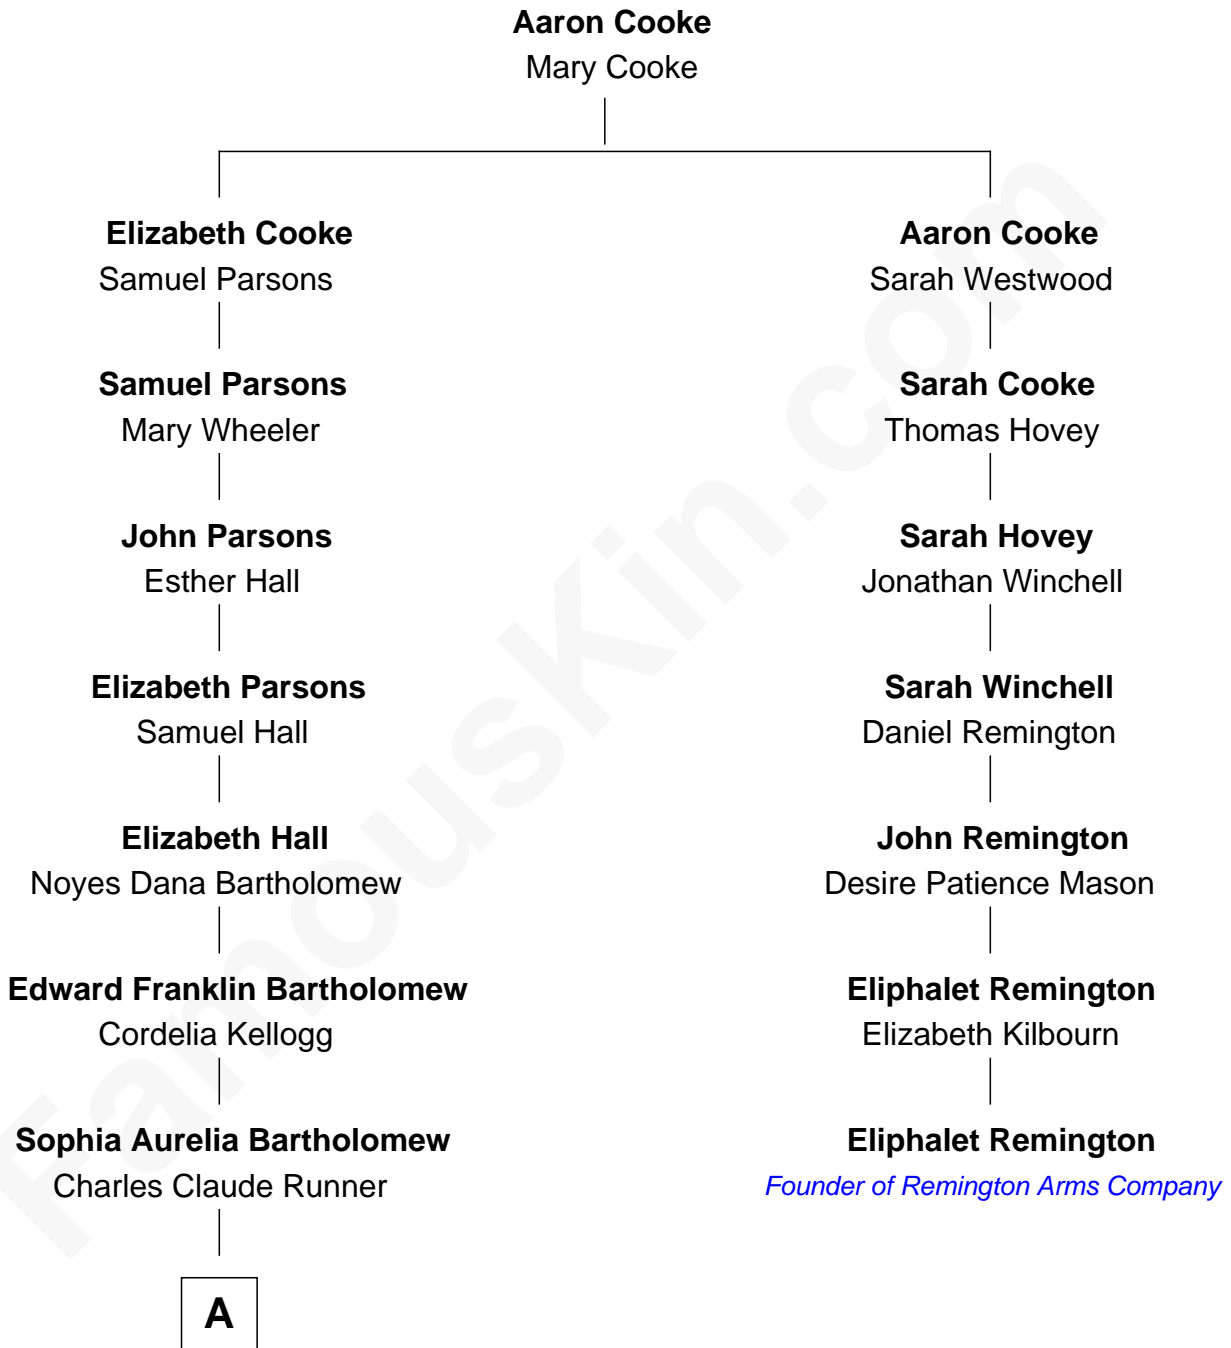 Aaron Cooke
Mary Cooke
Elizabeth Cooke
Samuel Parsons
Aaron Cooke
Sarah Westwood
Samuel Parsons
Mary Wheeler
Sarah Cooke
Thomas Hovey
John Parsons
Esther Hall
Sarah Hovey
Jonathan Winchell
Elizabeth Parsons
Samuel Hall
Sarah Winchell
Daniel Remington
Elizabeth Hall
Noyes Dana Bartholomew
John Remington
Desire Patience Mason
Edward Franklin Bartholomew
Cordelia Kellogg
Eliphalet Remington
Elizabeth Kilbourn
Sophia Aurelia Bartholomew
Charles Claude Runner
Eliphalet Remington
Founder of Remington Arms Company
A
FamousKin.com